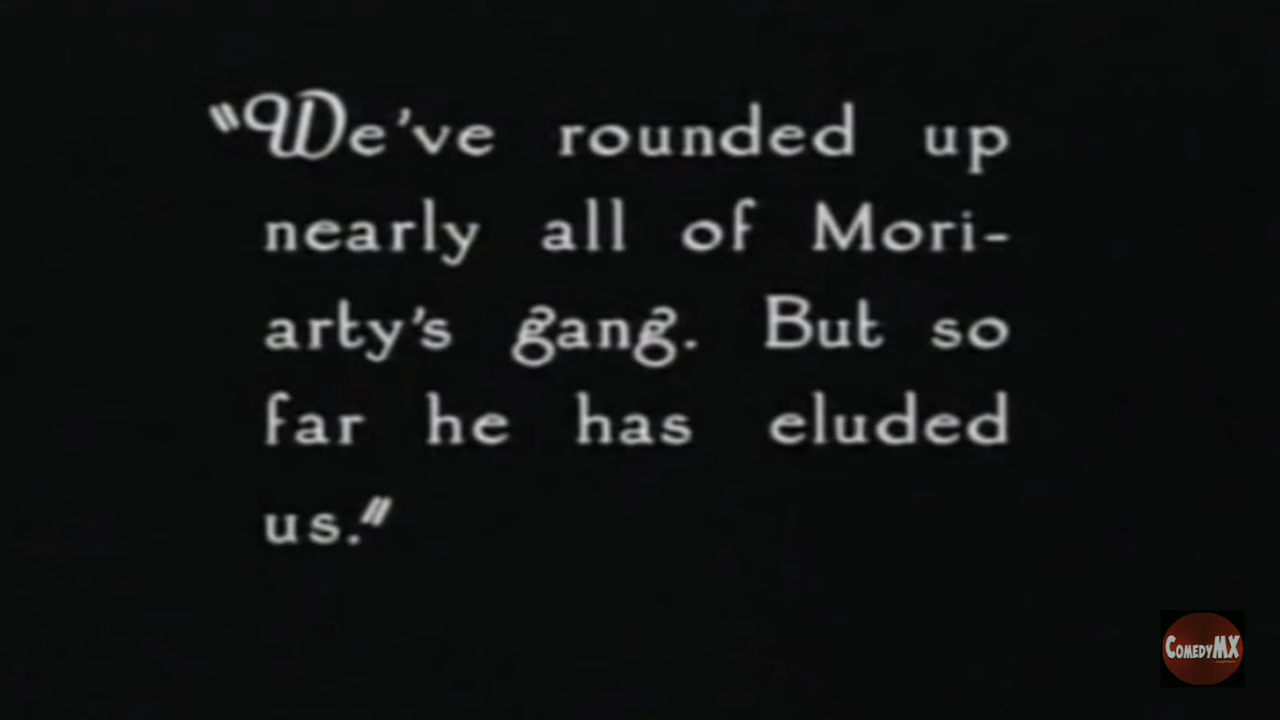 "We've rounded up
nearly all of Mori-
arty's gang. But so
far he has eluded
us."
COMEDYMX